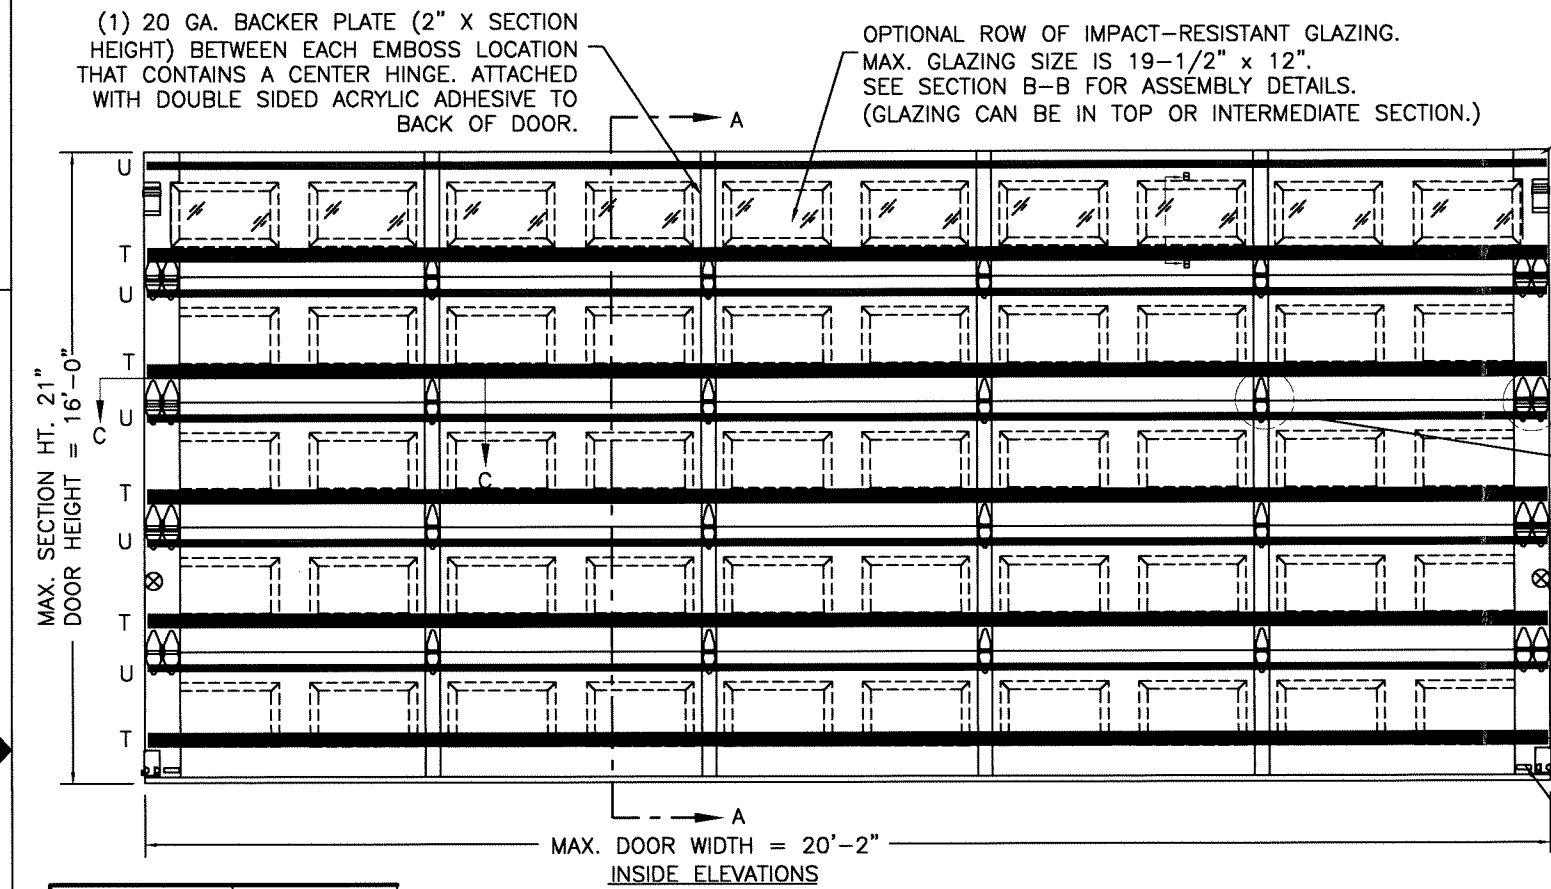 (1) 20 GA. BACKER PLATE (2" X SECTION
HEIGHT) BETWEEN EACH EMBOSS LOCATION
THAT CONTAINS A CENTER HINGE. ATTACHED
WITH DOUBLE SIDED ACRYLIC ADHESIVE TO
BACK OF DOOR.
OPTIONAL ROW OF IMPACT-RESISTANT GLAZING.
MAX. GLAZING SIZE IS 19-1/2" x 12".
SEE SECTION B-B FOR ASSEMBLY DETAILS.
(GLAZING CAN BE IN TOP OR INTERMEDIATE SECTION.)
A
U
B
T
B
U
T
C
U
C
T
U
T
U
T
MAX. SECTION HT. 21"
DOOR HEIGHT = 16'-0"
A
MAX. DOOR WIDTH = 20'-2"
INSIDE ELEVATIONS